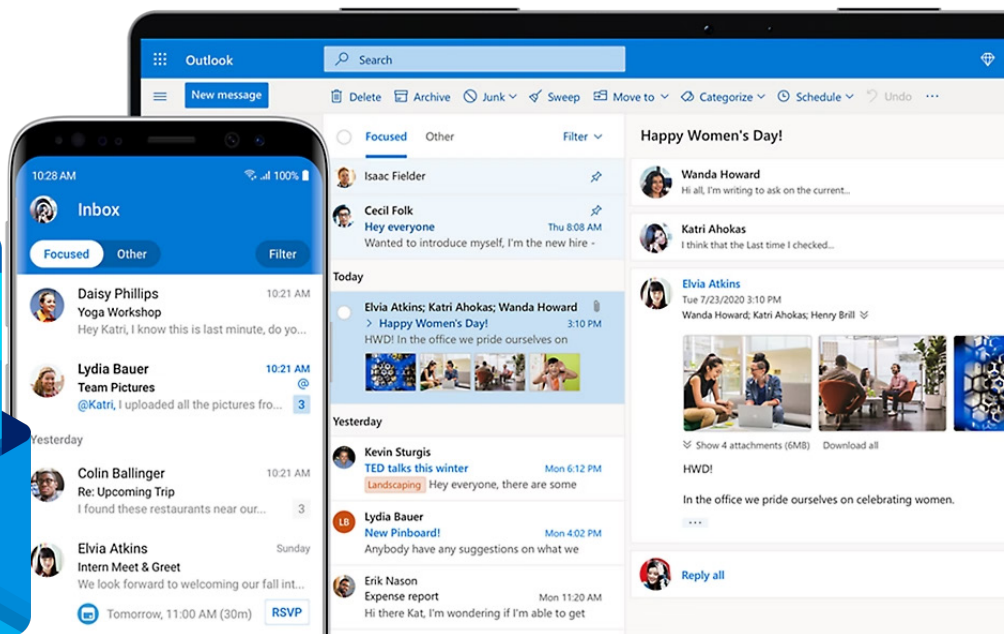 Outlook
Search
New message
Delete Archive Junk Sweep Move to Categorize Schedule Undo ...
Focused Other Filter
Isaac Fielder
Cecil Folk
Hey everyone Thu 8:08 AM
Wanted to introduce myself, I'm the new hire -
Today
Elvia Atkins; Katri Ahokas; Wanda Howard
> Happy Women's Day! 3:10 PM
HWD! In the office we pride ourselves on
Yesterday
Kevin Sturgis
TED talks this winter Mon 6:12 PM
Landscaping Hey everyone, there are some
LB
Lydia Bauer
New Pinboard! Mon 4:02 PM
Anybody have any suggestions on what we
Erik Nason
Expense report Mon 11:20 AM
Hi there Kat, I'm wondering if I'm able to get
Happy Women's Day!
Wanda Howard
Hi all, I'm writing to ask on the current...
Katri Ahokas
I think that the Last time I checked...
Elvia Atkins
Tue 7/23/2020 3:10 PM
Wanda Howard; Katri Ahokas; Henry Brill
Show 4 attachments (6MB) Download all
HWD!
In the office we pride ourselves on celebrating women.
...
Reply all
10:28 AM 100%
Inbox
Focused Other Filter
Daisy Phillips 10:21 AM
Yoga Workshop
Hey Katri, I know this is last minute, do yo...
Lydia Bauer 10:21 AM
Team Pictures @
@Katri, I uploaded all the pictures fro... 3
Yesterday
Colin Ballinger 10:21 AM
Re: Upcoming Trip
I found these restaurants near our... 3
Elvia Atkins Sunday
Intern Meet & Greet
We look forward to welcoming our fall int...
Tomorrow, 11:00 AM (30m) RSVP